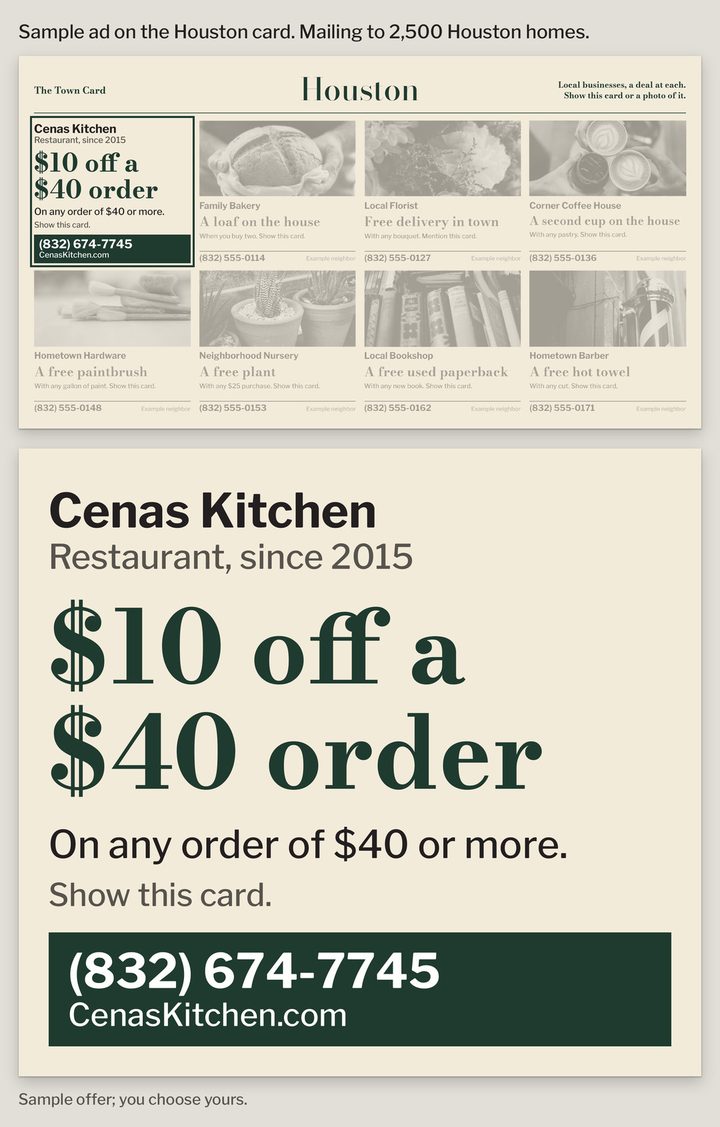 Sample ad on the Houston card. Mailing to 2,500 Houston homes.
The Town Card
Houston
Local businesses, a deal at each.
Show this card or a photo of it.
Cenas Kitchen
Restaurant, since 2015
$10 off a
$40 order
On any order of $40 or more.
Show this card.
(832) 674-7745
CenasKitchen.com
Family Bakery
A loaf on the house
When you buy two. Show this card.
(832) 555-0114
Example neighbor
Local Florist
Free delivery in town
With any bouquet. Mention this card.
(832) 555-0127
Example neighbor
Corner Coffee House
A second cup on the house
With any pastry. Show this card.
(832) 555-0136
Example neighbor
Hometown Hardware
A free paintbrush
With any gallon of paint. Show this card.
(832) 555-0148
Example neighbor
Neighborhood Nursery
A free plant
With any $25 purchase. Show this card.
(832) 555-0153
Example neighbor
Local Bookshop
A free used paperback
With any new book. Show this card.
(832) 555-0162
Example neighbor
Hometown Barber
A free hot towel
With any cut. Show this card.
(832) 555-0171
Example neighbor
Cenas Kitchen
Restaurant, since 2015
$10 off a
$40 order
On any order of $40 or more.
Show this card.
(832) 674-7745
CenasKitchen.com
Sample offer; you choose yours.